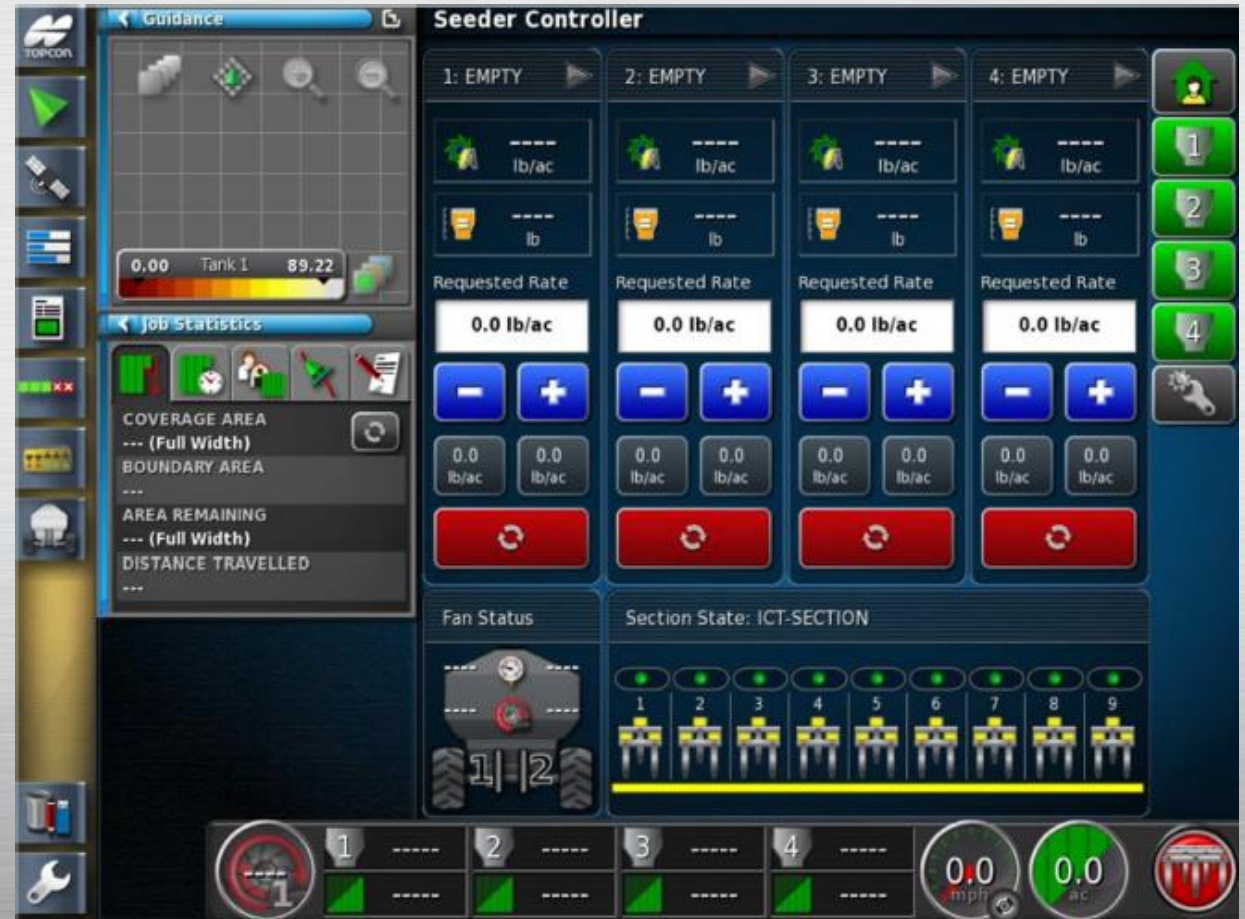 TOPCON
Guidance
0.00 Tank 1 89.22
Job Statistics
COVERAGE AREA
--- (Full Width)
BOUNDARY AREA
---
AREA REMAINING
--- (Full Width)
DISTANCE TRAVELLED
---
Seeder Controller
1: EMPTY 2: EMPTY 3: EMPTY 4: EMPTY
---- ---- ---- ----
lb/ac lb/ac lb/ac lb/ac
---- ---- ---- ----
lb lb lb lb
Requested Rate Requested Rate Requested Rate Requested Rate
0.0 lb/ac 0.0 lb/ac 0.0 lb/ac 0.0 lb/ac
0.0 0.0 0.0 0.0 0.0 0.0 0.0 0.0
lb/ac lb/ac lb/ac lb/ac lb/ac lb/ac lb/ac lb/ac
Fan Status
---- ----
---- ----
1 2
Section State: ICT-SECTION
1 2 3 4 5 6 7 8 9
1
2
3
4
1 ----- 2 ----- 3 ----- 4 -----
----- ----- ----- -----
---1
0.0
mph
0.0
ac